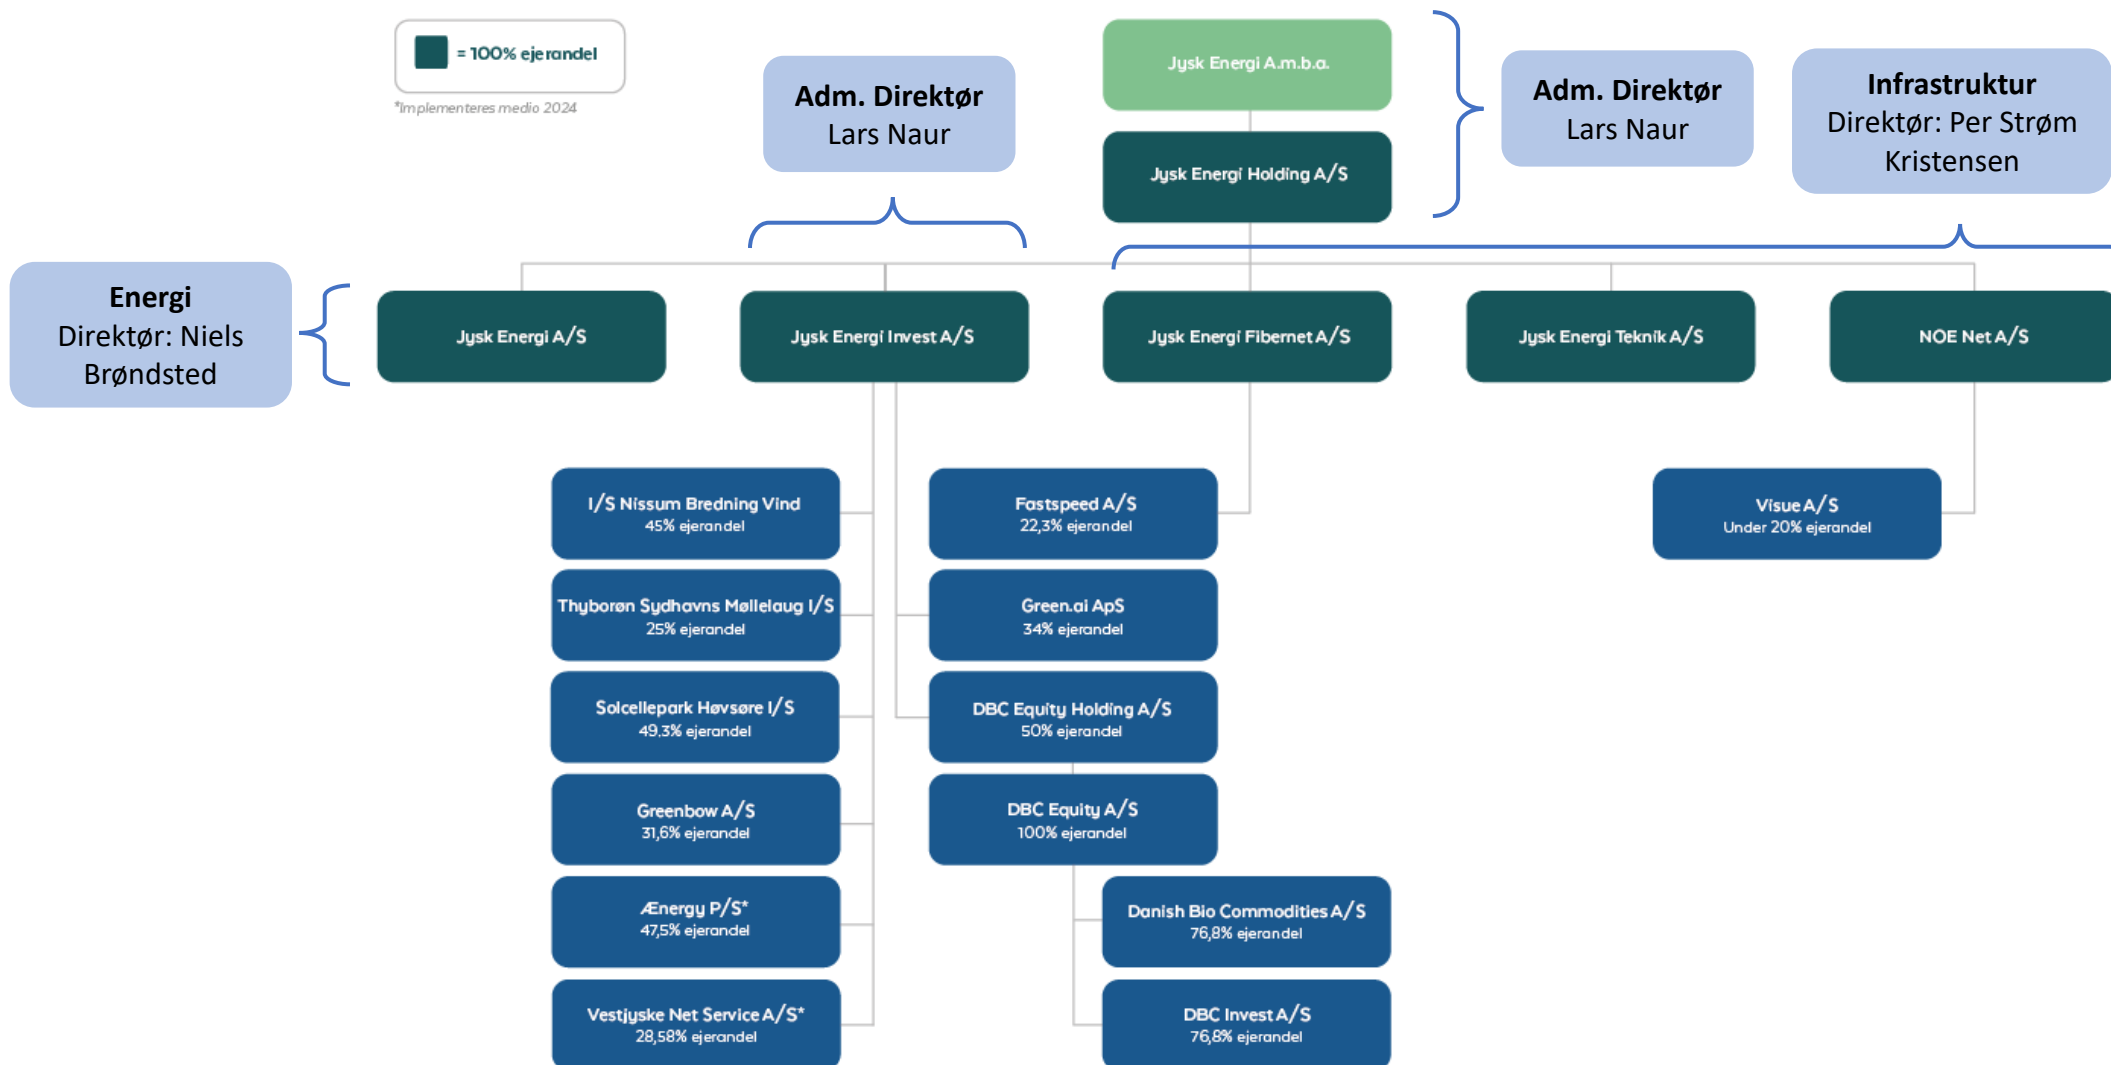 = 100% ejerandel
*Implementeres medio 2024
Adm. Direktør
Lars Naur
Jysk Energi A.m.b.a.
Jysk Energi Holding A/S
Adm. Direktør
Lars Naur
Infrastruktur
Direktør: Per Strøm
Kristensen
Energi
Direktør: Niels
Brøndsted
Jysk Energi A/S
Jysk Energi Invest A/S
Jysk Energi Fibernet A/S
Jysk Energi Teknik A/S
NOE Net A/S
I/S Nissum Bredning Vind
45% ejerandel
Thyborøn Sydhavns Møllelaug I/S
25% ejerandel
Solcellepark Høvsøre I/S
49.3% ejerandel
Greenbow A/S
31,6% ejerandel
Ænergy P/S*
47,5% ejerandel
Vestjyske Net Service A/S*
28,58% ejerandel
Fastspeed A/S
22,3% ejerandel
Green.ai ApS
34% ejerandel
DBC Equity Holding A/S
50% ejerandel
DBC Equity A/S
100% ejerandel
Danish Bio Commodities A/S
76,8% ejerandel
DBC Invest A/S
76,8% ejerandel
Visue A/S
Under 20% ejerandel